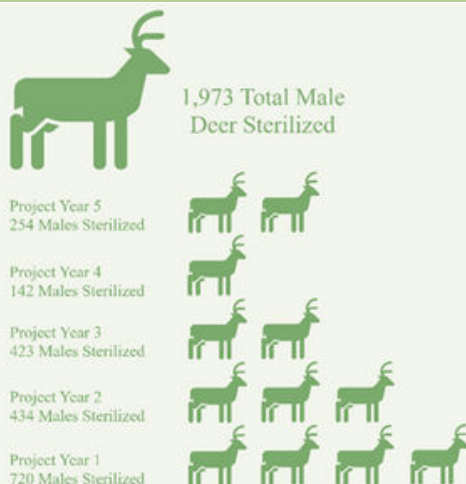 1,973 Total Male
Deer Sterilized
Project Year 5
254 Males Sterilized
Project Year 4
142 Males Sterilized
Project Year 3
423 Males Sterilized
Project Year 2
434 Males Sterilized
Project Year 1
720 Males Sterilized